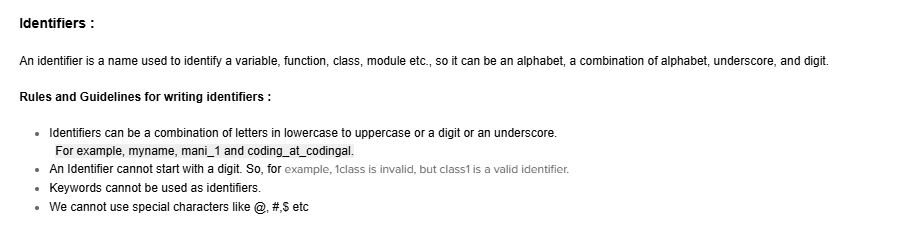 Identifiers :
An identifier is a name used to identify a variable, function, class, module etc., so it can be an alphabet, a combination of alphabet, underscore, and digit.
Rules and Guidelines for writing identifiers :
• Identifiers can be a combination of letters in lowercase to uppercase or a digit or an underscore.
For example, myname, mani_1 and coding_at_codingal.
• An Identifier cannot start with a digit. So, for example, 1class is invalid, but class1 is a valid identifier.
• Keywords cannot be used as identifiers.
• We cannot use special characters like @, #,$ etc